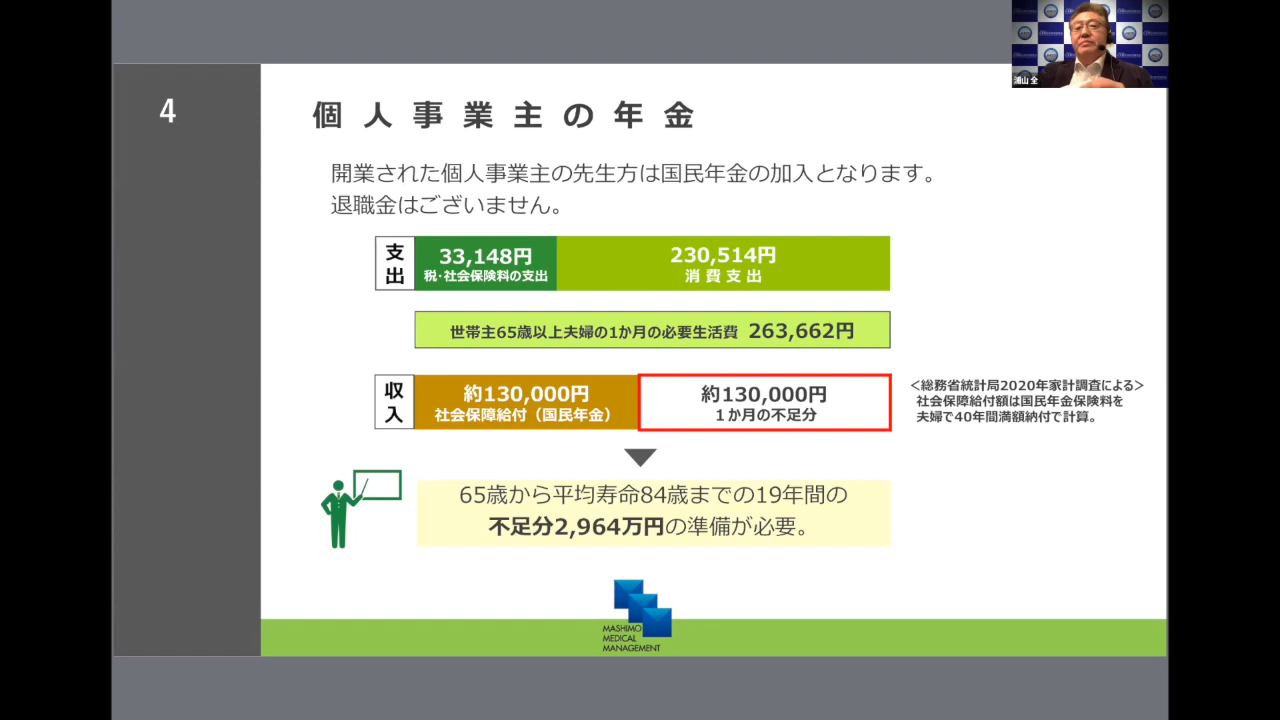 4
個人事業主の年金
開業された個人事業主の先生方は国民年金の加入となります。
退職金はございません。
支出
33,148円
税・社会保険料の支出
230,514円
消費支出
世帯主65歳以上夫婦の1か月の必要生活費 263,662円
収入
約130,000円
社会保障給付（国民年金）
約130,000円
１か月の不足分
＜総務省統計局2020年家計調査による＞
社会保障給付額は国民年金保険料を
夫婦で40年間満額納付で計算。
65歳から平均寿命84歳までの19年間の
不足分2,964万円の準備が必要。
MASHIMO
MEDICAL
MANAGEMENT
浦山 全